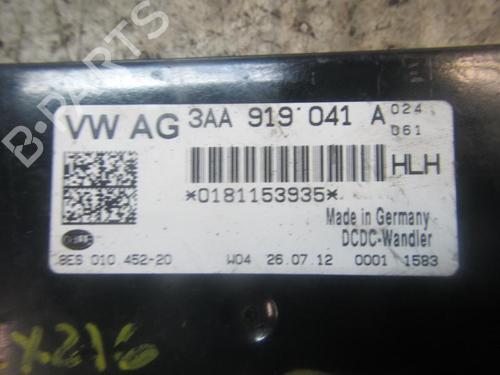 VW AG 3AA 919 041 A 024
061
HLH
*0181153935*
Made in Germany
DCDC-Wandler
8ES 010.452-20 W04 26.07.12 0001 1583
B-PARTS